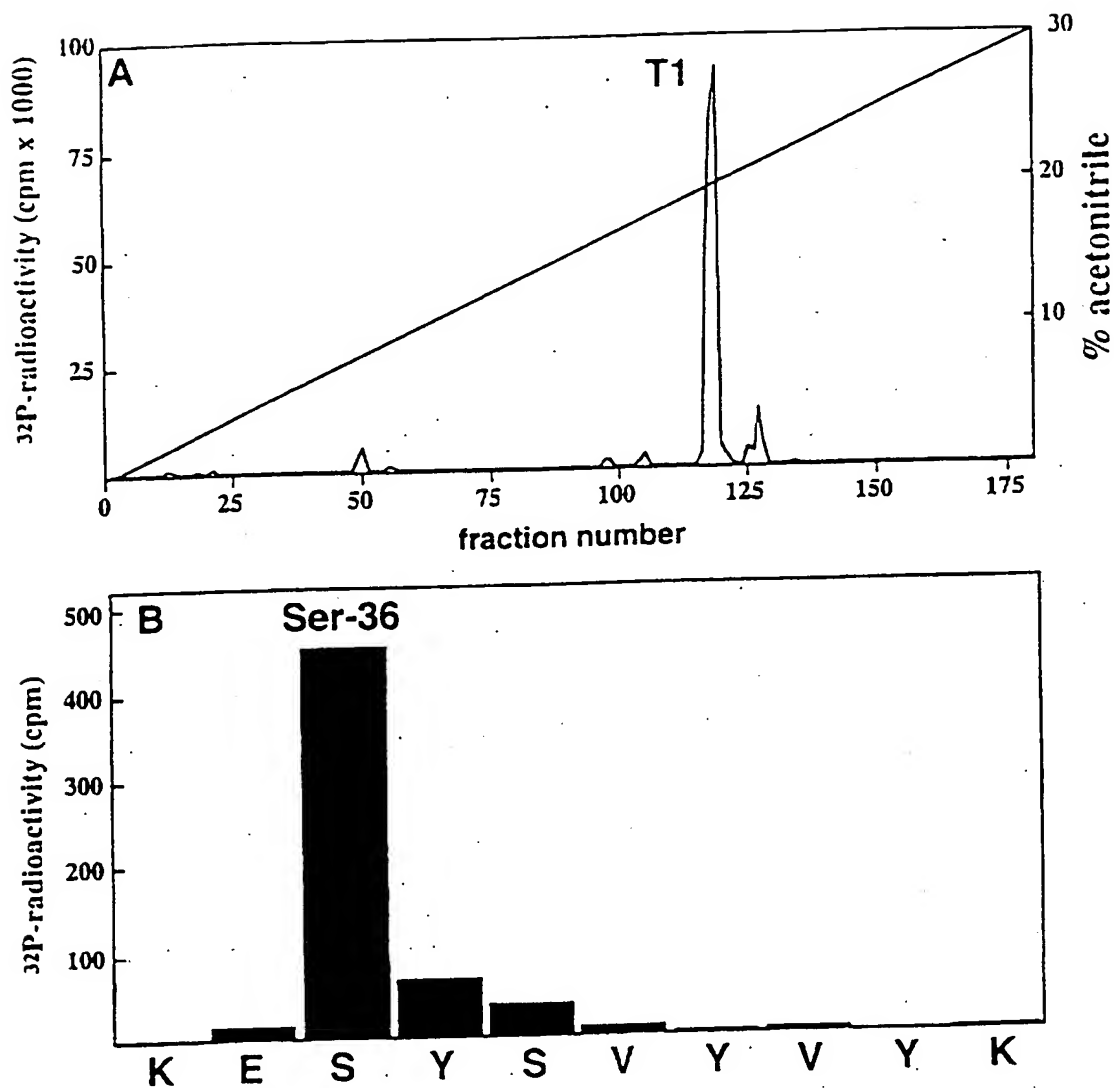 A
T1
100
75
50
25
30
20
10
32P-radioactivity (cpm x 1000)
% acetonitrile
0 25 50 75 100 125 150 175
fraction number
B
Ser-36
500
400
300
200
100
32P-radioactivity (cpm)
K E S Y S V Y V Y K